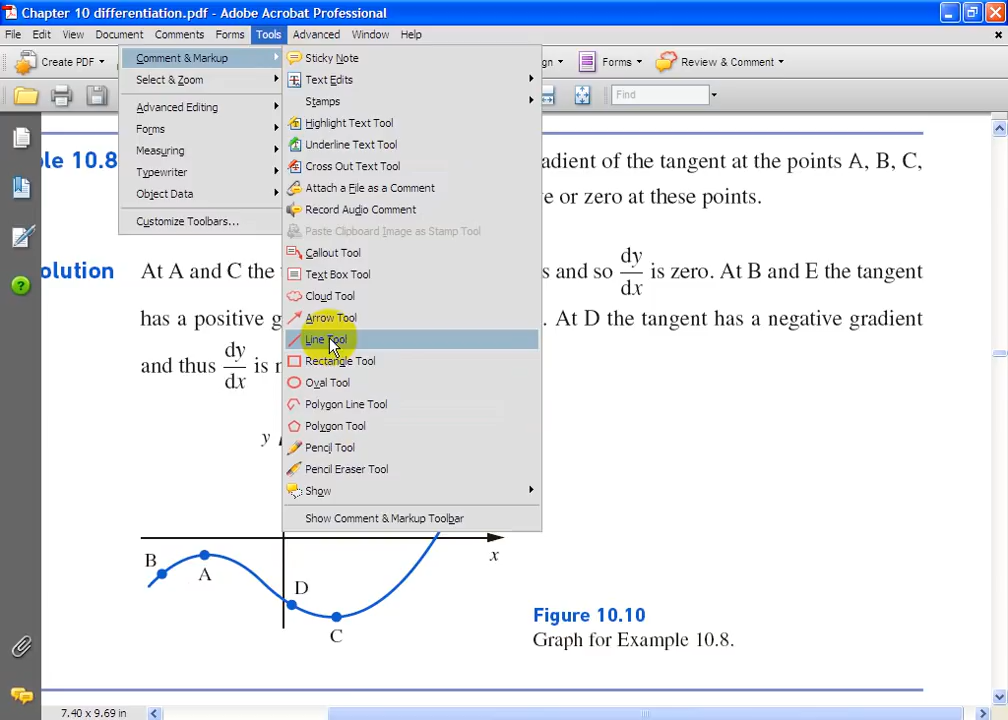 Chapter 10 differentiation.pdf - Adobe Acrobat Professional
File Edit View Document Comments Forms Tools Advanced Window Help
Create PDF
gn
Forms
Review & Comment
Find
Comment & Markup
Select & Zoom
Advanced Editing
Forms
Measuring
Typewriter
Object Data
Customize Toolbars...
Sticky Note
Text Edits
Stamps
Highlight Text Tool
Underline Text Tool
Cross Out Text Tool
Attach a File as a Comment
Record Audio Comment
Paste Clipboard Image as Stamp Tool
Callout Tool
Text Box Tool
Cloud Tool
Arrow Tool
Line Tool
Rectangle Tool
Oval Tool
Polygon Line Tool
Polygon Tool
Pencil Tool
Pencil Eraser Tool
Show
Show Comment & Markup Toolbar
le 10.8
adient of the tangent at the points A, B, C,
ve or zero at these points.
olution At A and C the
s and so dy/dx is zero. At B and E the tangent
has a positive g
. At D the tangent has a negative gradient
and thus dy/dx is n
y
x
B
A
D
C
Figure 10.10
Graph for Example 10.8.
7.40 x 9.69 in